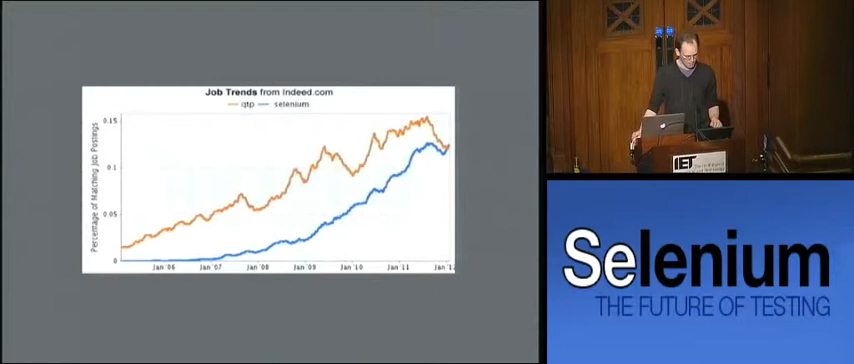 Job Trends from Indeed.com
qtp selenium
Percentage of Matching Job Postings
0.15
0.1
0.05
0
Jan'06 Jan'07 Jan'08 Jan'09 Jan'10 Jan'11 Jan'12
IET
Selenium
THE FUTURE OF TESTING